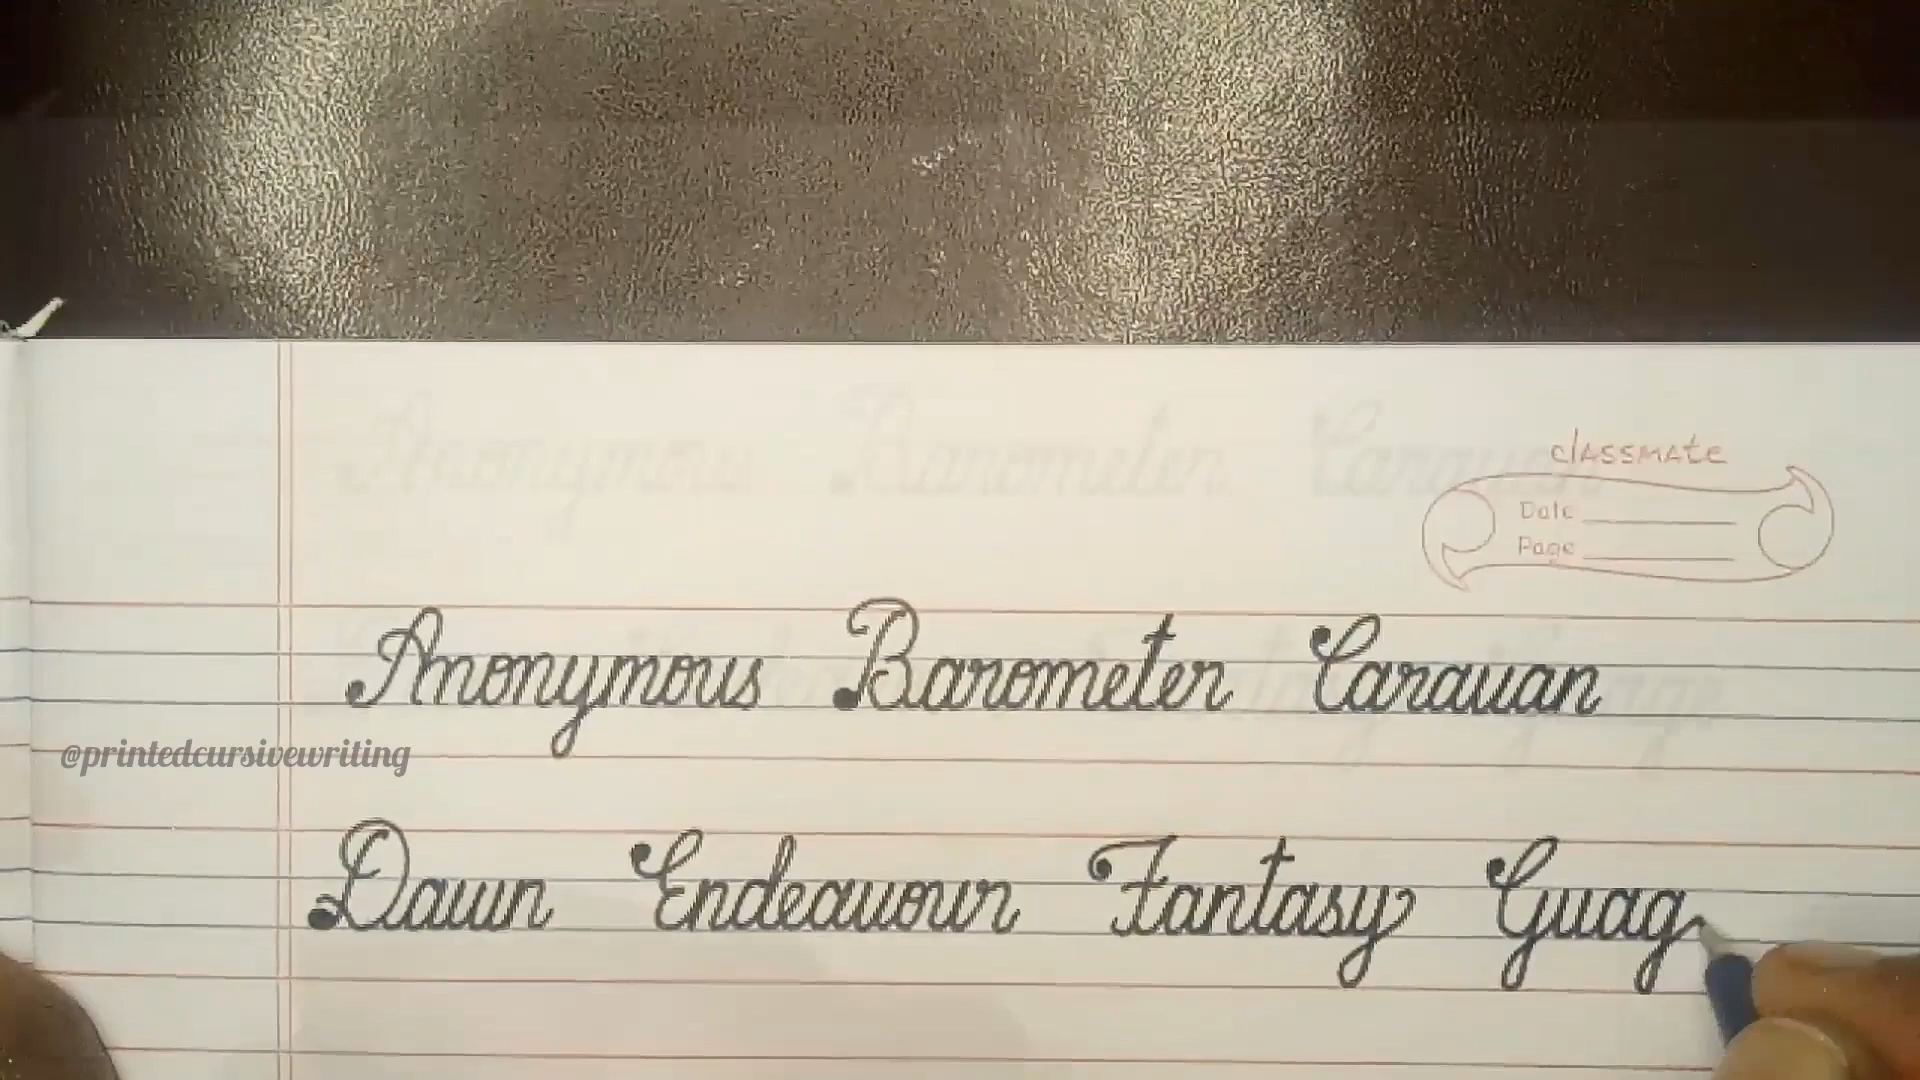 classmate
Date
Page
Anonymous Barometer Caravan
@printedcursivewriting
Dawn Endeavour Fantasy Guag